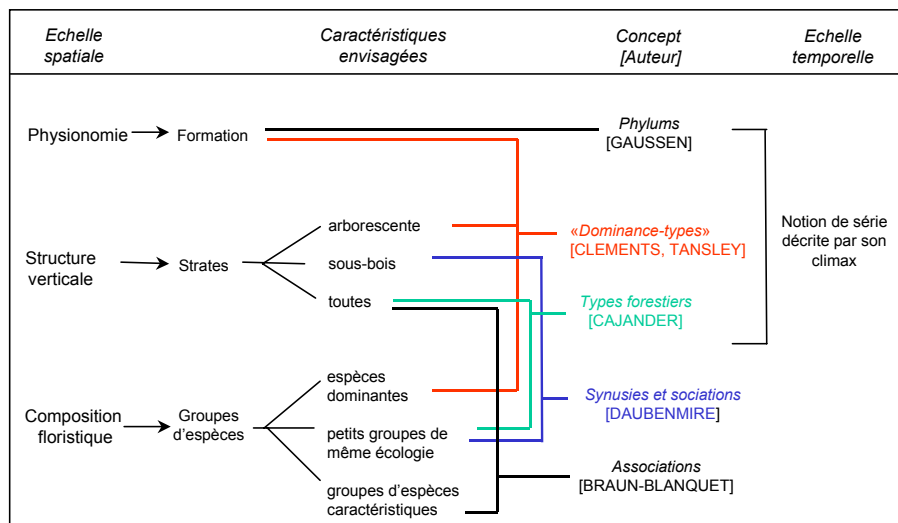 Echelle
spatiale
Caractéristiques
envisagées
Concept
[Auteur]
Echelle
temporelle
Physionomie
Formation
Phylums
[GAUSSEN]
Structure
verticale
Strates
arborescente
sous-bois
toutes
«Dominance-types»
[CLEMENTS, TANSLEY]
Types forestiers
[CAJANDER]
Notion de série
décrite par son
climax
Composition
floristique
Groupes
d'espèces
espèces
dominantes
petits groupes de
même écologie
groupes d'espèces
caractéristiques
Synusies et sociations
[DAUBENMIRE]
Associations
[BRAUN-BLANQUET]